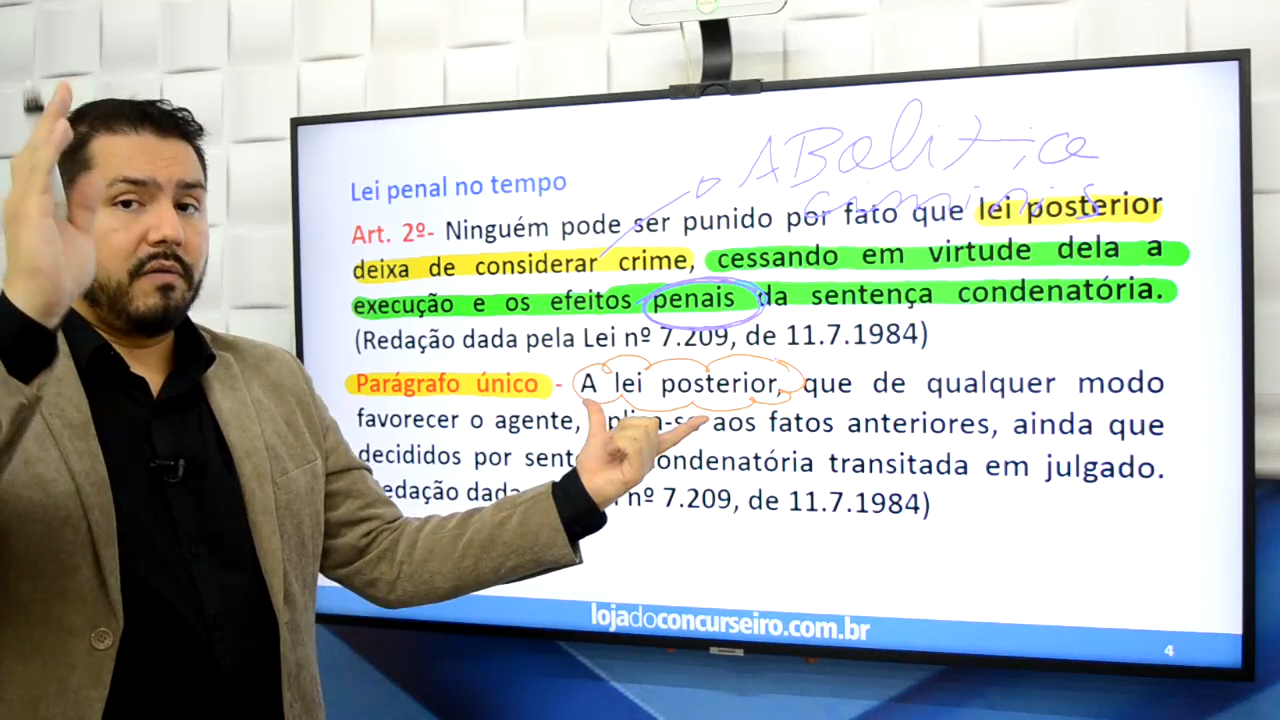 ABolitio
criminis
Lei penal no tempo
Art. 2º- Ninguém pode ser punido por fato que lei posterior
deixa de considerar crime, cessando em virtude dela a
execução e os efeitos penais da sentença condenatória.
(Redação dada pela Lei nº 7.209, de 11.7.1984)
Parágrafo único - A lei posterior, que de qualquer modo
favorecer o agente, aos fatos anteriores, ainda que
decididos por condenatória transitada em julgado.
nº 7.209, de 11.7.1984)
lojadoconcurseiro.com.br
4